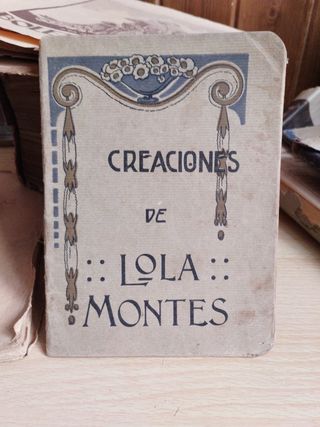 CREACIONES
DE
:: LOLA ::
MONTES